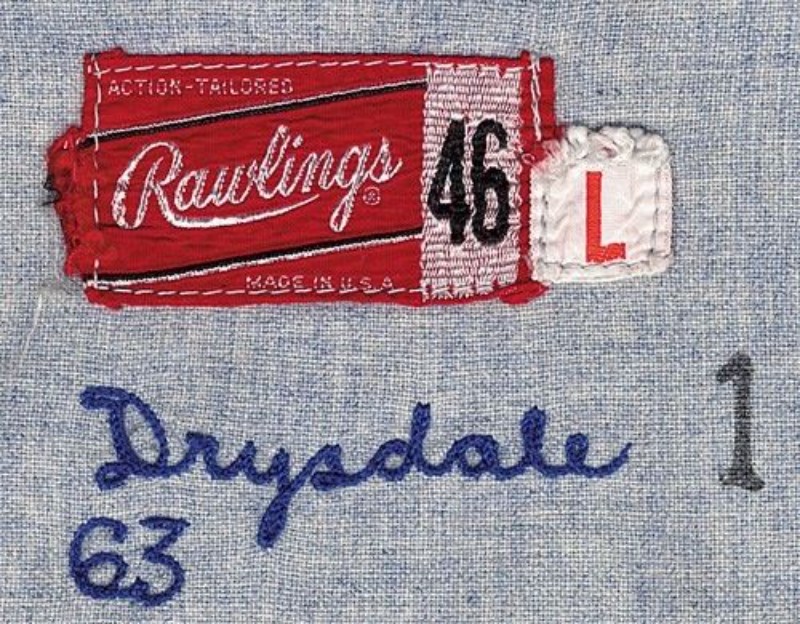 ACTION-TAILORED
Rawlings®
46
MADE IN U.S.A
L
Drysdale
1
63